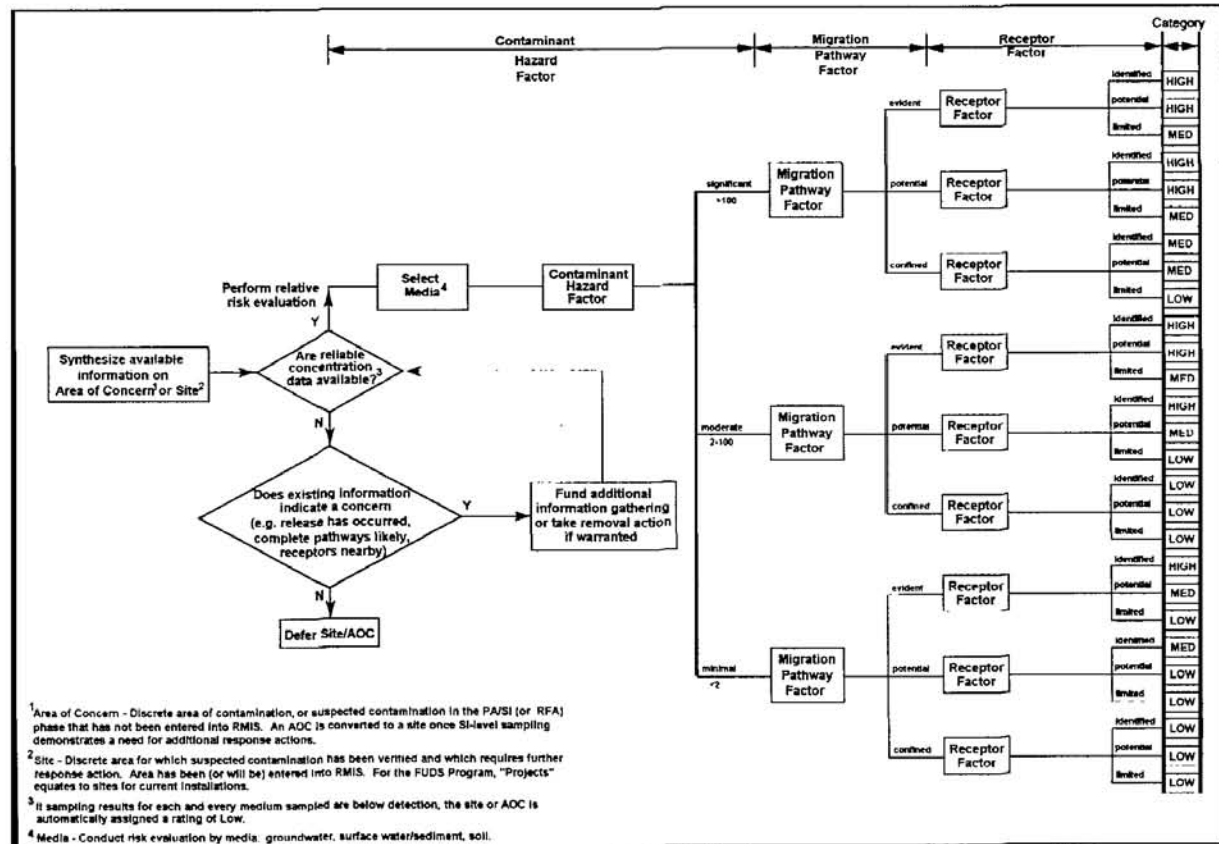 Category
Contaminant
Hazard
Factor
Migration
Pathway
Factor
Receptor
Factor
evident
Receptor
Factor
identified
HIGH
potential
HIGH
limited
MED
significant
>100
Migration
Pathway
Factor
potential
Receptor
Factor
identified
HIGH
potential
HIGH
limited
MED
confined
Receptor
Factor
identified
MED
potential
MED
limited
LOW
Perform relative
risk evaluation
Y
Select
Media4
Contaminant
Hazard
Factor
Synthesize available
information on
Area of Concern1 or Site2
Are reliable
concentration
data available?3
N
evident
Receptor
Factor
identified
HIGH
potential
HIGH
limited
MED
moderate
2-100
Migration
Pathway
Factor
potential
Receptor
Factor
identified
HIGH
potential
MED
limited
LOW
Does existing information
indicate a concern
(e.g. release has occurred,
complete pathways likely,
receptors nearby)
Y
Fund additional
information gathering
or take removal action
if warranted
confined
Receptor
Factor
identified
LOW
potential
LOW
limited
LOW
N
Defer Site/AOC
evident
Receptor
Factor
identified
HIGH
potential
MED
limited
LOW
minimal
<2
Migration
Pathway
Factor
potential
Receptor
Factor
identified
MED
potential
LOW
limited
LOW
confined
Receptor
Factor
identified
LOW
potential
LOW
limited
LOW
1Area of Concern - Discrete area of contamination, or suspected contamination in the PA/SI (or RFA)
phase that has not been entered into RMIS. An AOC is converted to a site once SI-level sampling
demonstrates a need for additional response actions.
2Site - Discrete area for which suspected contamination has been verified and which requires further
response action. Area has been (or will be) entered into RMIS. For the FUDS Program, "Projects"
equates to sites for current installations.
3If sampling results for each and every medium sampled are below detection, the site or AOC is
automatically assigned a rating of Low.
4Media - Conduct risk evaluation by media: groundwater, surface water/sediment, soil.